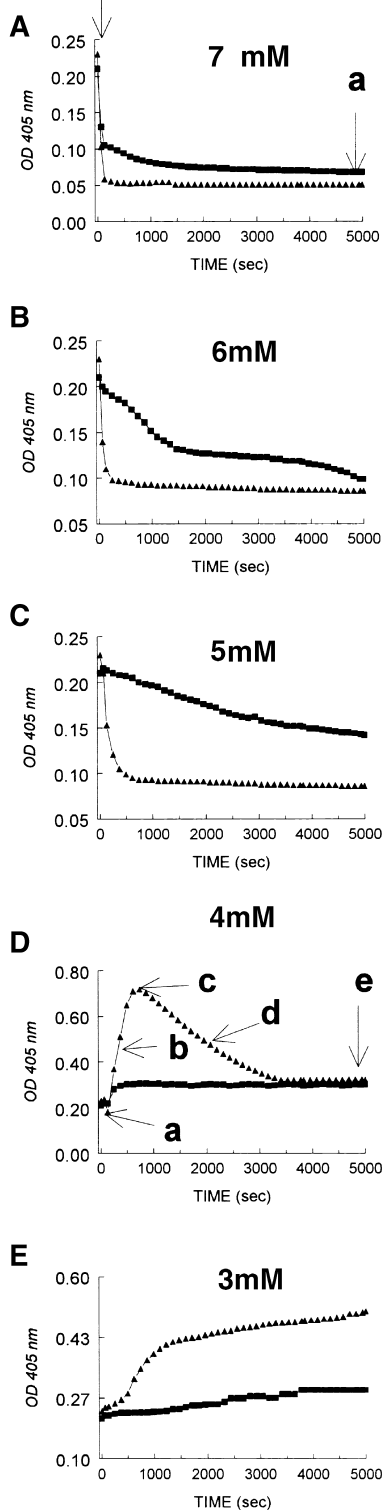 A
7 mM
a
0.25
0.20
0.15
0.10
0.05
0.00
OD 405 nm
0 1000 2000 3000 4000 5000
TIME (sec)
B
6mM
0.25
0.20
0.15
0.10
0.05
OD 405 nm
0 1000 2000 3000 4000 5000
TIME (sec)
C
5mM
0.25
0.20
0.15
0.10
0.05
OD 405 nm
0 1000 2000 3000 4000 5000
TIME (sec)
4mM
D
0.80
0.60
0.40
0.20
0.00
OD 405 nm
c
e
d
b
a
0 1000 2000 3000 4000 5000
TIME (sec)
E
3mM
0.60
0.43
0.27
0.10
OD 405 nm
0 1000 2000 3000 4000 5000
TIME (sec)